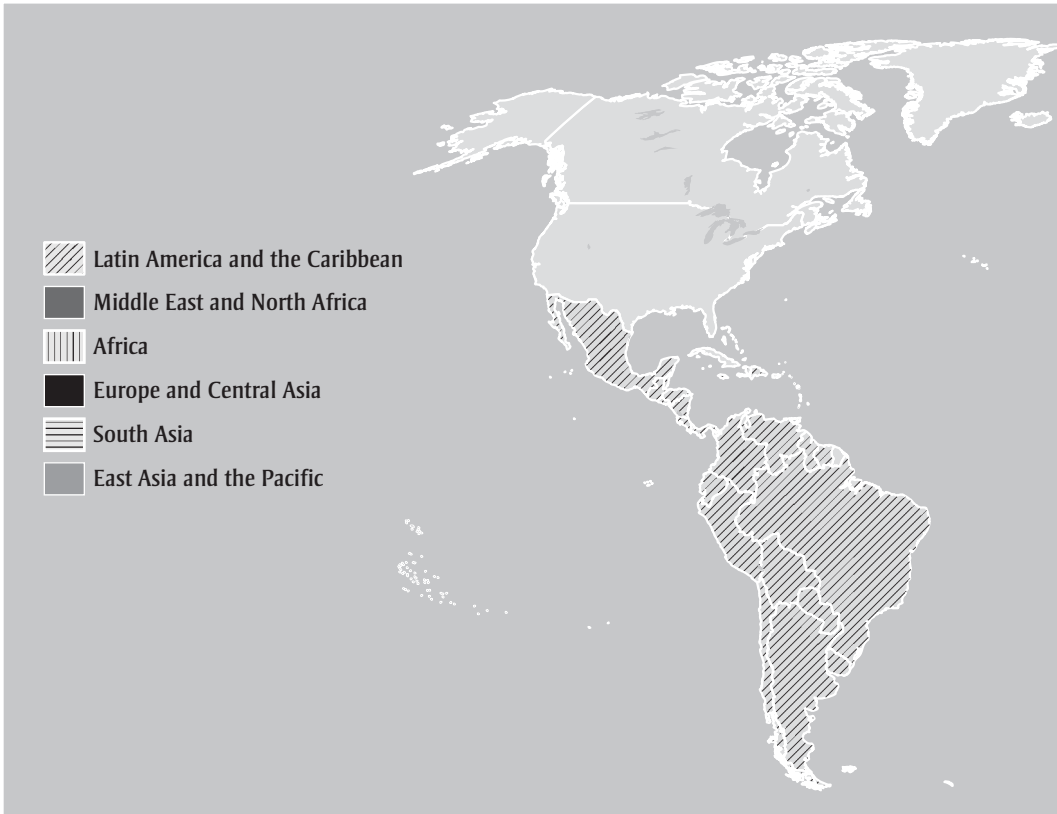 Latin America and the Caribbean
Middle East and North Africa
Africa
Europe and Central Asia
South Asia
East Asia and the Pacific